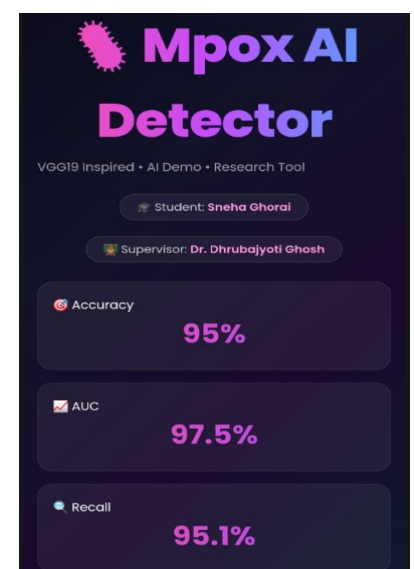 🦠 Mpox AI
Detector
VGG19 Inspired • AI Demo • Research Tool
🎓 Student: Sneha Ghorai
👩‍🏫 Supervisor: Dr. Dhrubajyoti Ghosh
🎯 Accuracy
95%
📈 AUC
97.5%
🔍 Recall
95.1%